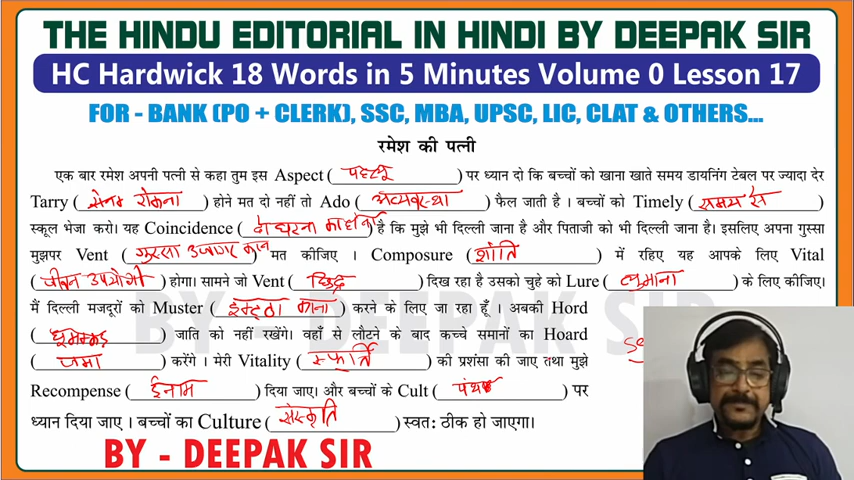 THE HINDU EDITORIAL IN HINDI BY DEEPAK SIR
HC Hardwick 18 Words in 5 Minutes Volume 0 Lesson 17
FOR - BANK (PO + CLERK), SSC, MBA, UPSC, LIC, CLAT & OTHERS...
रमेश की पत्नी
एक बार रमेश अपनी पत्नी से कहा तुम इस Aspect ( पहलू ) पर ध्यान दो कि बच्चों को खाना खाते समय डायनिंग टेबल पर ज्यादा देर
Tarry ( रोकना ) होने मत दो नहीं तो Ado ( अव्यवस्था ) फैल जाती है । बच्चों को Timely ( समय से )
स्कूल भेजा करो। यह Coincidence ( दो घटना का होना ) है कि मुझे भी दिल्ली जाना है और पिताजी को भी दिल्ली जाना है। इसलिए अपना गुस्सा
मुझपर Vent ( गुस्सा उजागर करना ) मत कीजिए । Composure ( शांति ) में रहिए यह आपके लिए Vital
( जीवन उपयोगी ) होगा। सामने जो Vent ( छिद्र ) दिख रहा है उसको चुहे को Lure ( लुभाना ) के लिए कीजिए।
मैं दिल्ली मजदूरों को Muster ( इकट्ठा करना ) करने के लिए जा रहा हूँ । अबकी Hord
( घूमक्कड़ ) जाति को नहीं रखेंगे। वहाँ से लौटने के बाद कच्चे समानों का Hoard
( जमा ) करेंगे । मेरी Vitality ( स्फूर्ति ) की प्रशंसा की जाए तथा मुझे
Recompense ( ईनाम ) दिया जाए। और बच्चों के Cult ( पंथ ) पर
ध्यान दिया जाए । बच्चों का Culture ( संस्कृति ) स्वत: ठीक हो जाएगा।
BY - DEEPAK SIR
BY - DEEPAK SIR